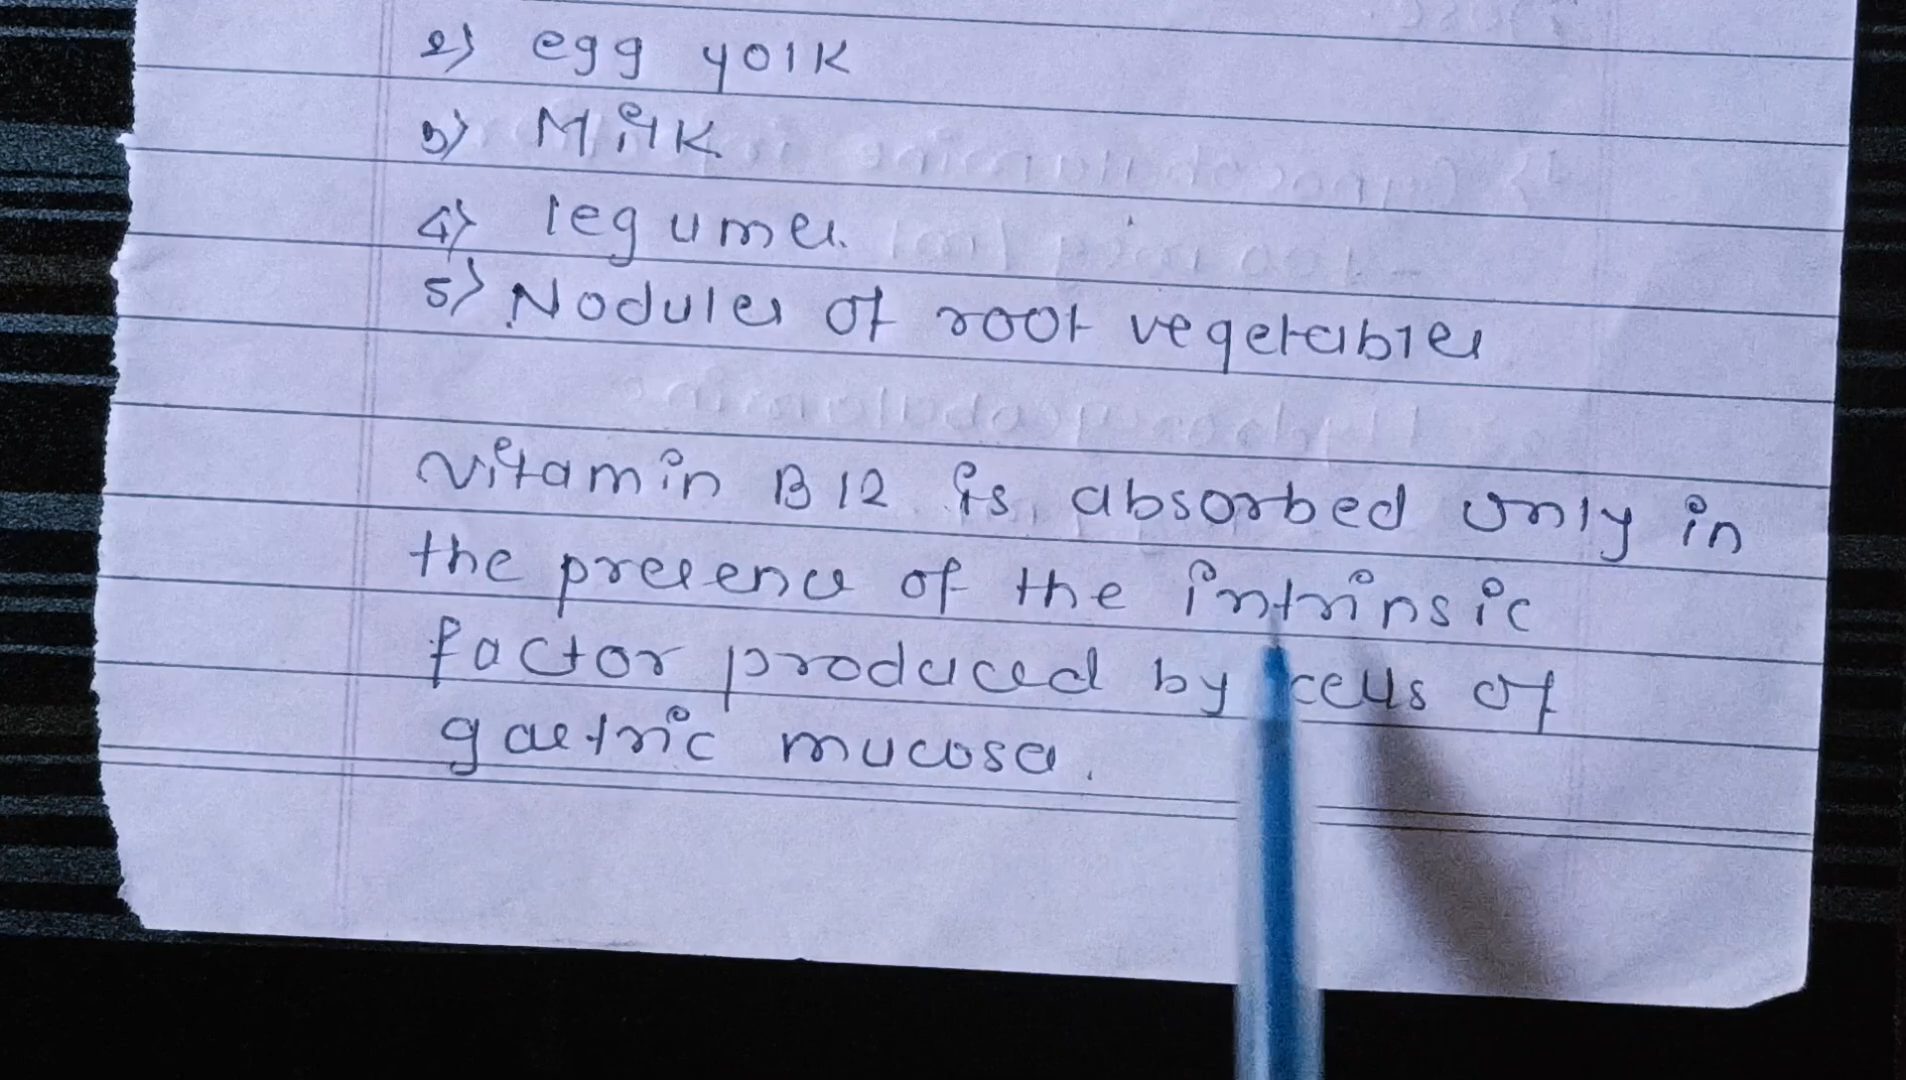 2) egg yolk
3) Milk
4) legumes.
5) Nodules of root vegetables
vitamin B12 is absorbed only in
the presence of the intrinsic
factor produced by cells of
gastric mucosa.